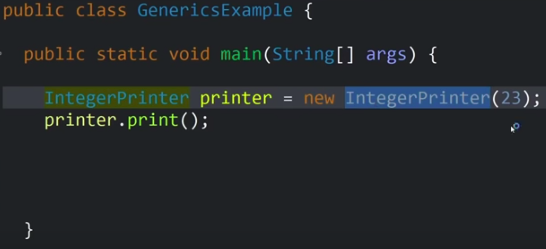 public class GenericsExample {
public static void main(String[] args) {
IntegerPrinter printer = new IntegerPrinter(23);
printer.print();
}